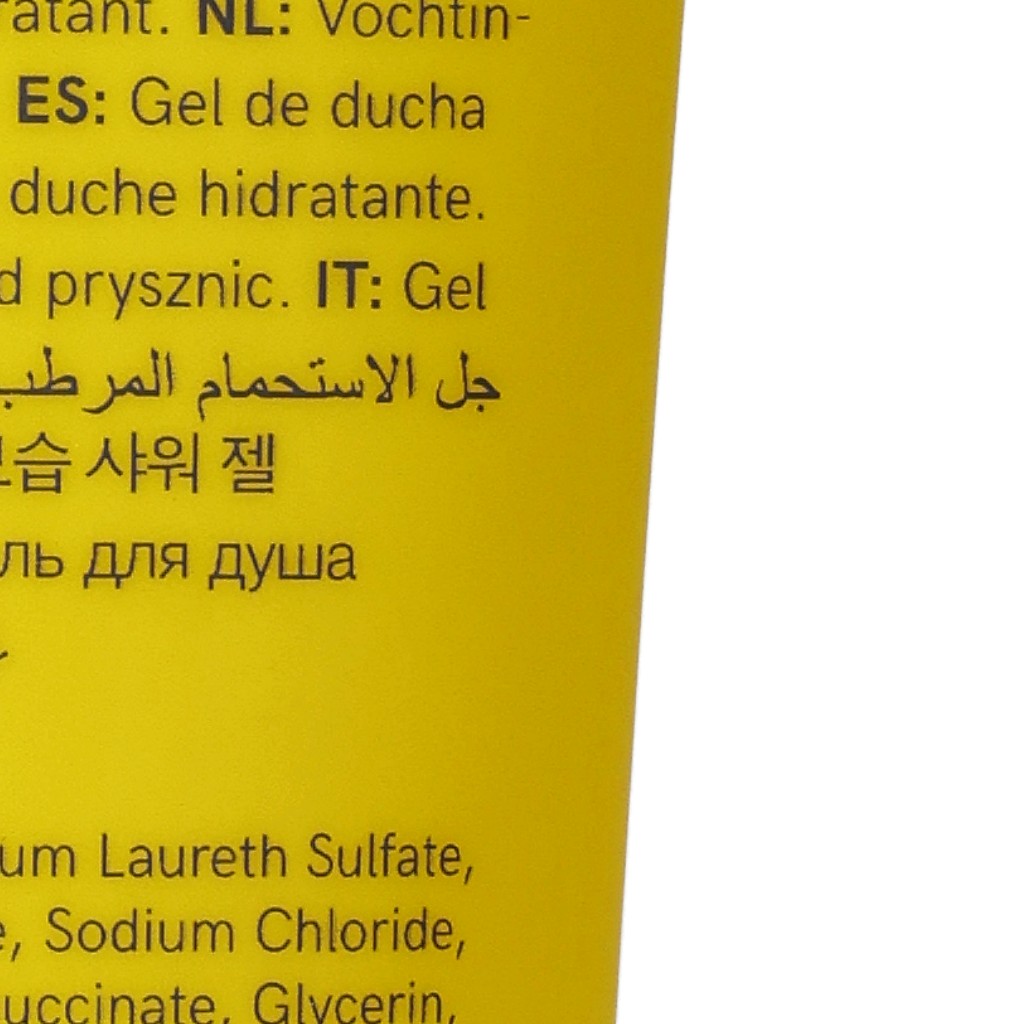 ratant. NL: Vochtin-
ES: Gel de ducha
duche hidratante.
d prysznic. IT: Gel
جل الاستحمام المرطب
습 샤워 젤
ль для душа
um Laureth Sulfate,
e, Sodium Chloride,
uccinate, Glycerin,